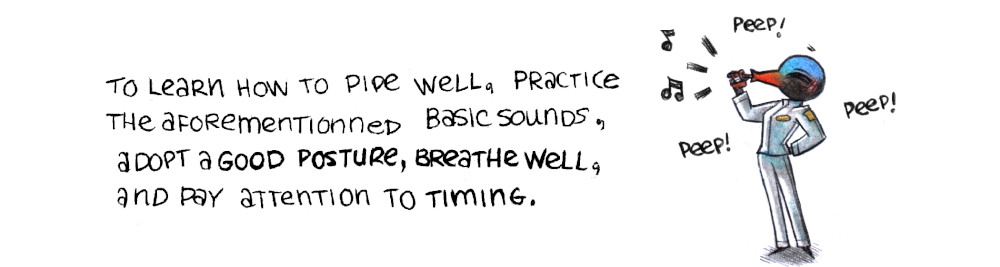 PEEP!
TO LEARN HOW TO PIPE WELL, PRACTICE
THE AFOREMENTIONNED BASIC SOUNDS,
ADOPT A GOOD POSTURE, BREATHE WELL,
AND PAY ATTENTION TO TIMING.
PEEP!
PEEP!